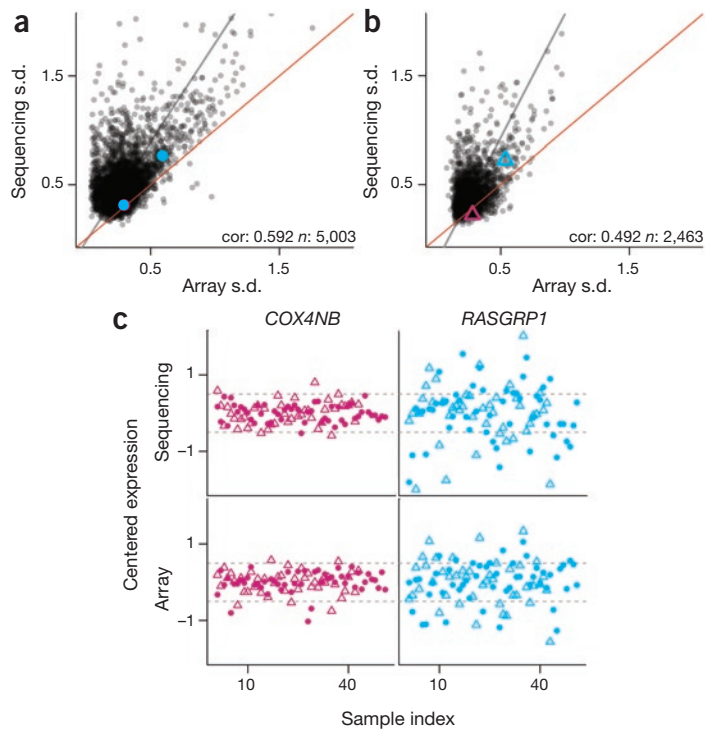 a
Sequencing s.d.
1.5
0.5
0.5
1.5
Array s.d.
cor: 0.592 n: 5,003
b
Sequencing s.d.
1.5
0.5
0.5
1.5
Array s.d.
cor: 0.492 n: 2,463
c
COX4NB
RASGRP1
Centered expression
Sequencing
1
−1
Array
1
−1
10
40
10
40
Sample index